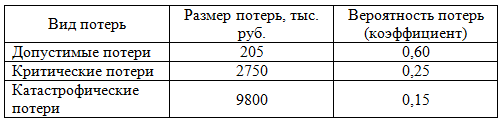 Вид потерь
Размер потерь, тыс.
руб.
Вероятность потерь
(коэффициент)
Допустимые потери
205
0,60
Критические потери
2750
0,25
Катастрофические
потери
9800
0,15